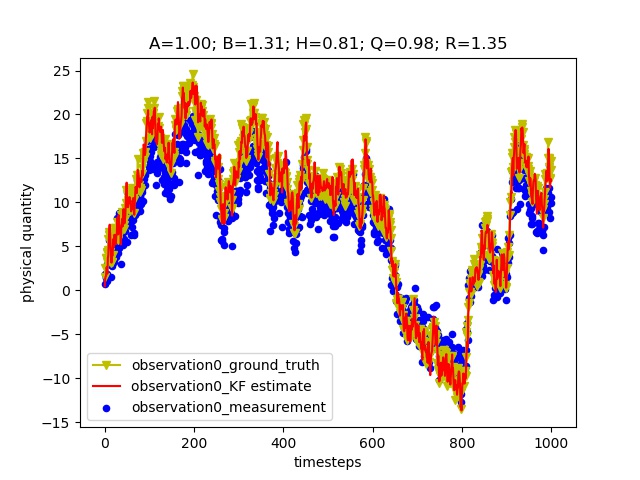 A=1.00; B=1.31; H=0.81; Q=0.98; R=1.35
25
20
15
10
5
0
−5
−10
−15
physical quantity
observation0_ground_truth
observation0_KF estimate
observation0_measurement
0 200 400 600 800 1000
timesteps